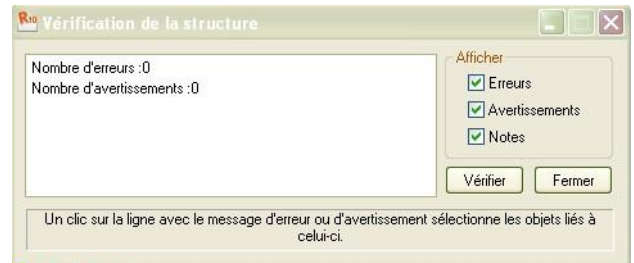 R10 Vérification de la structure
Nombre d'erreurs :0
Nombre d'avertissements :0
Afficher
Erreurs
Avertissements
Notes
Vérifier
Fermer
Un clic sur la ligne avec le message d'erreur ou d'avertissement sélectionne les objets liés à
celui-ci.